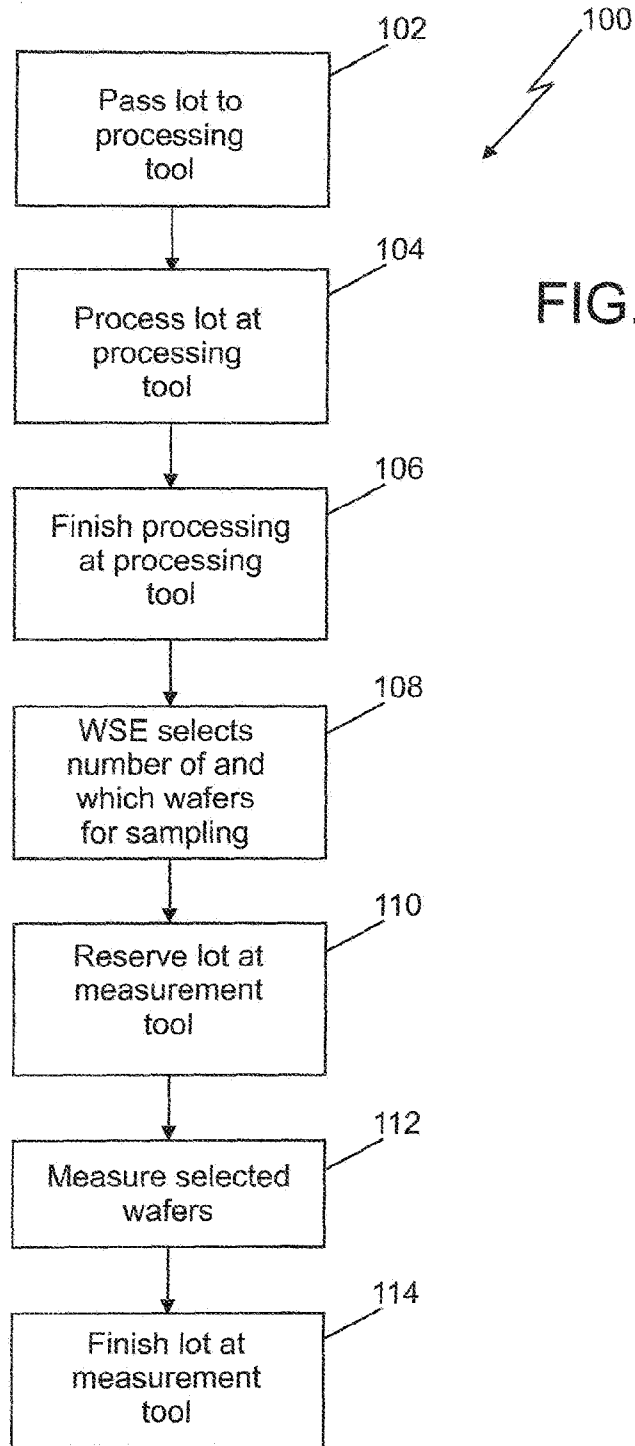 102
100
Pass lot to
processing
tool
104
FIG.
Process lot at
processing
tool
106
Finish processing
at processing
tool
108
WSE selects
number of and
which wafers
for sampling
110
Reserve lot at
measurement
tool
112
Measure selected
wafers
114
Finish lot at
measurement
tool